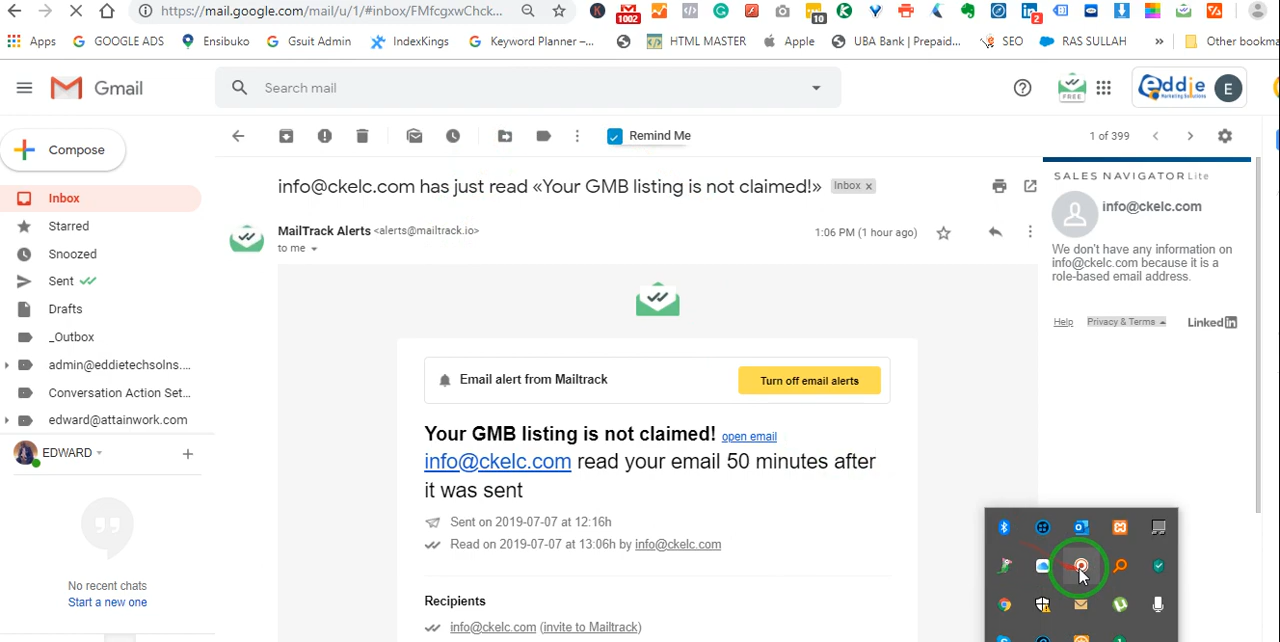 https://mail.google.com/mail/u/1/#inbox/FMfcgxwChck...
1002
10
2
Apps
GOOGLE ADS
Ensibuko
Gsuit Admin
IndexKings
Keyword Planner –...
HTML MASTER
Apple
UBA Bank | Prepaid...
SEO
RAS SULLAH
»
Other bookma
Gmail
Search mail
FREE
eddie
Marketing Solutions
E
Compose
Remind Me
1 of 399
Inbox
Starred
Snoozed
Sent
Drafts
_Outbox
admin@eddietechsolns....
Conversation Action Set...
edward@attainwork.com
EDWARD
No recent chats
Start a new one
info@ckelc.com has just read «Your GMB listing is not claimed!»
Inbox x
MailTrack Alerts <alerts@mailtrack.io>
1:06 PM (1 hour ago)
to me
Email alert from Mailtrack
Turn off email alerts
Your GMB listing is not claimed! open email
info@ckelc.com read your email 50 minutes after
it was sent
Sent on 2019-07-07 at 12:16h
Read on 2019-07-07 at 13:06h by info@ckelc.com
Recipients
info@ckelc.com (invite to Mailtrack)
SALES NAVIGATOR Lite
info@ckelc.com
We don't have any information on
info@ckelc.com because it is a
role-based email address.
Help
Privacy & Terms
Linked in